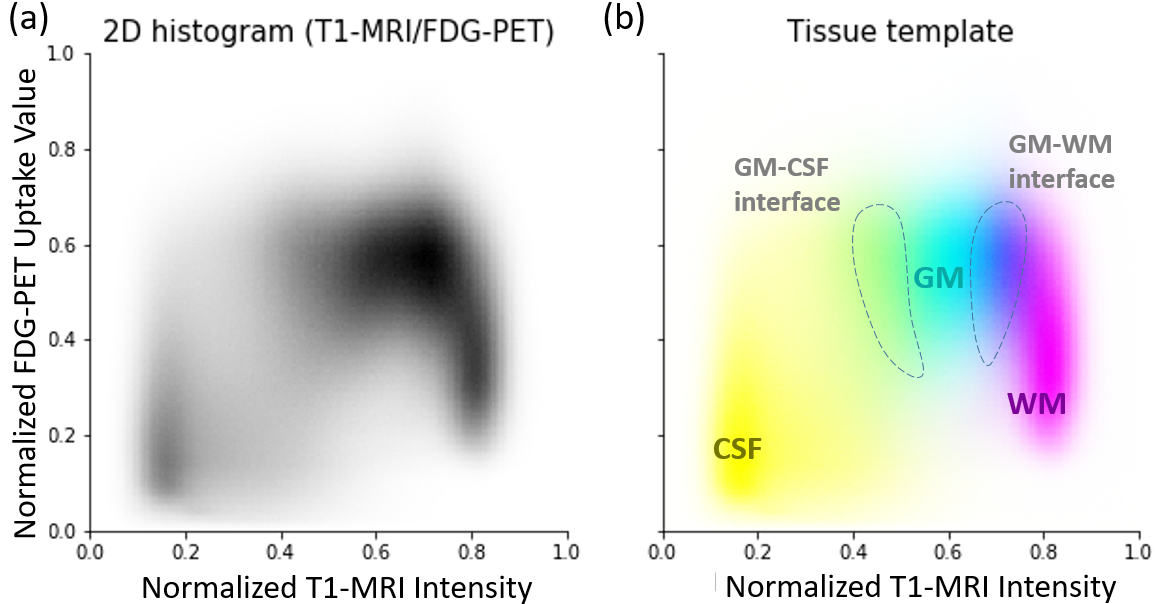 (a)
2D histogram (T1-MRI/FDG-PET)
Normalized FDG-PET Uptake Value
1.0
0.8
0.6
0.4
0.2
0.0
0.0 0.2 0.4 0.6 0.8 1.0
Normalized T1-MRI Intensity
(b)
Tissue template
GM-CSF
interface
GM-WM
interface
GM
WM
CSF
0.0 0.2 0.4 0.6 0.8 1.0
Normalized T1-MRI Intensity